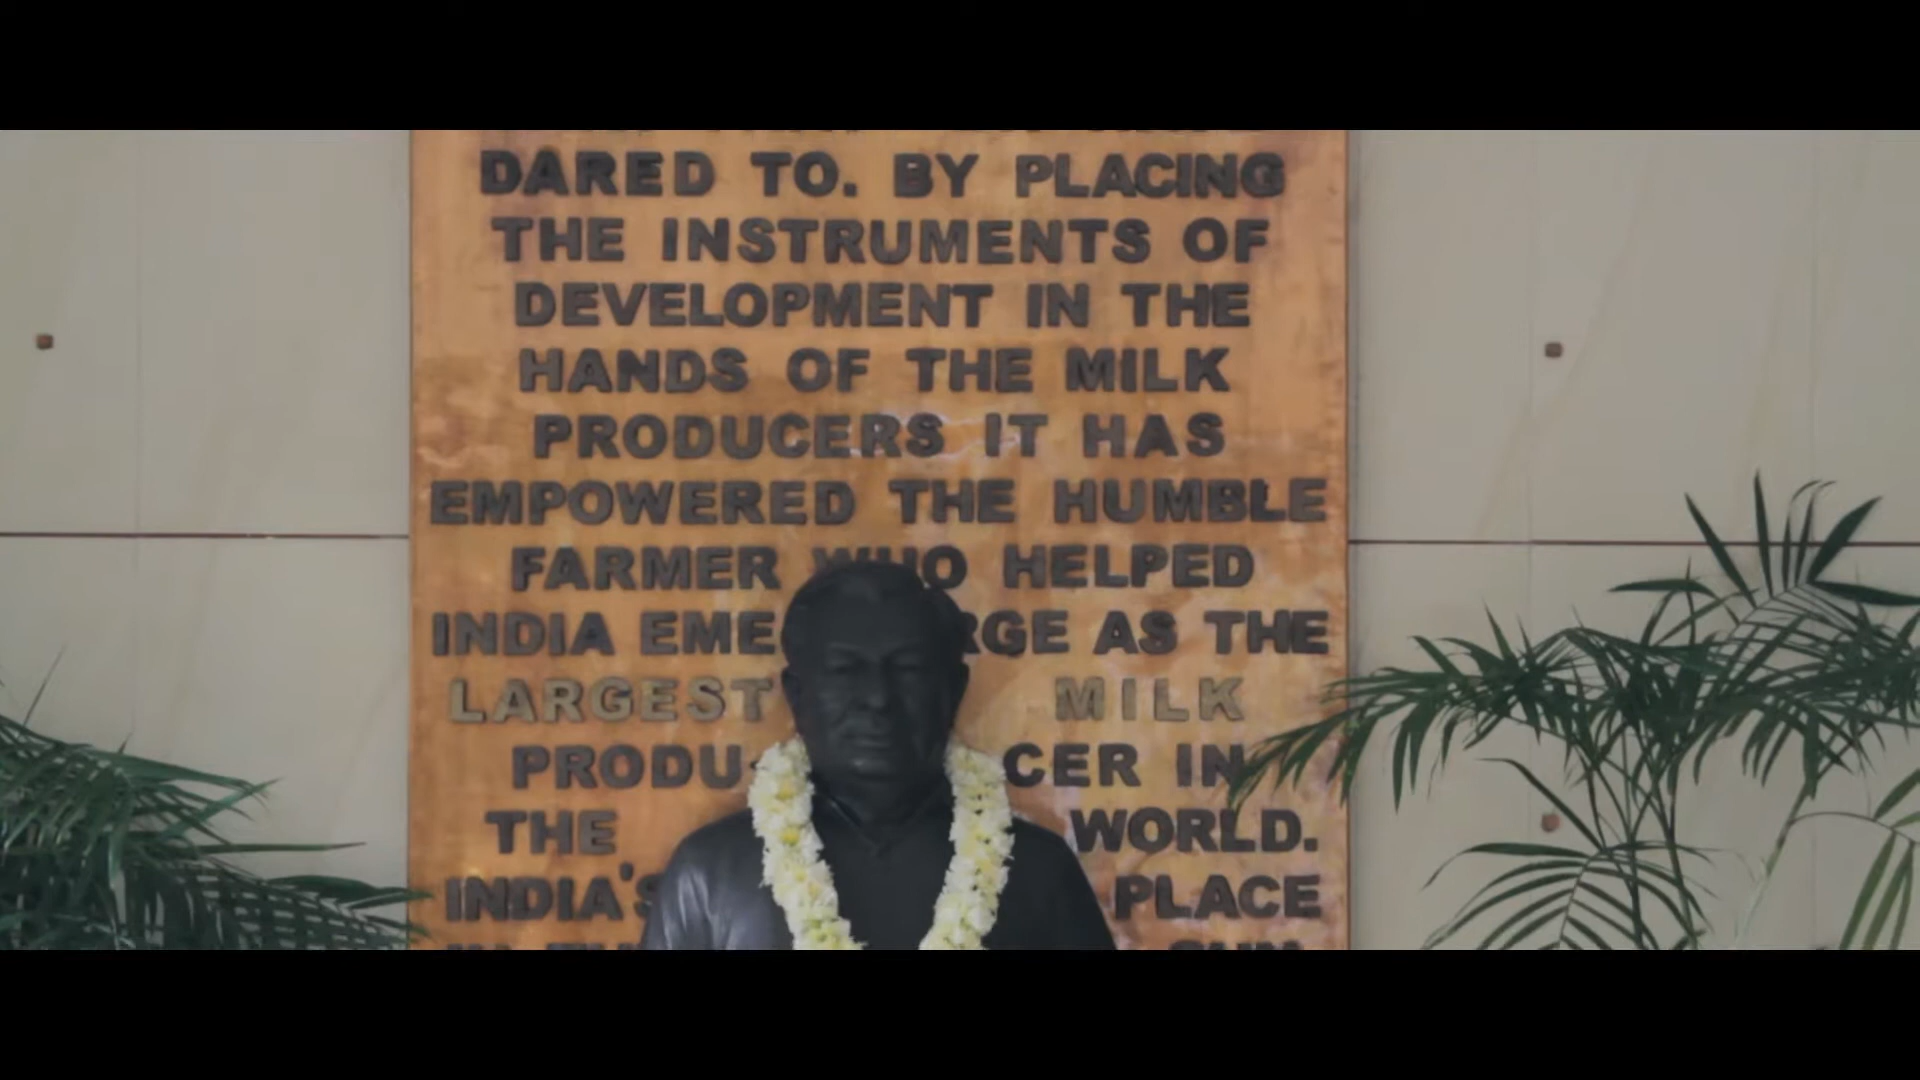 DARED TO. BY PLACING
THE INSTRUMENTS OF
DEVELOPMENT IN THE
HANDS OF THE MILK
PRODUCERS IT HAS
EMPOWERED THE HUMBLE
FARMER WHO HELPED
INDIA EME RGE AS THE
LARGEST MILK
PRODU- CER IN
THE WORLD.
INDIA'S PLACE